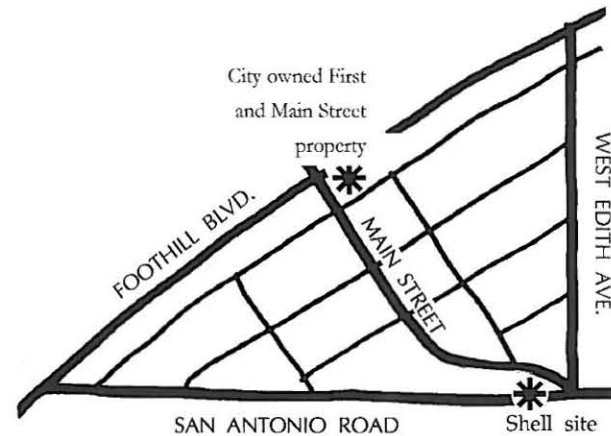 City owned First
and Main Street
property
FOOTHILL BLVD.
MAIN STREET
WEST EDITH AVE.
SAN ANTONIO ROAD
Shell site